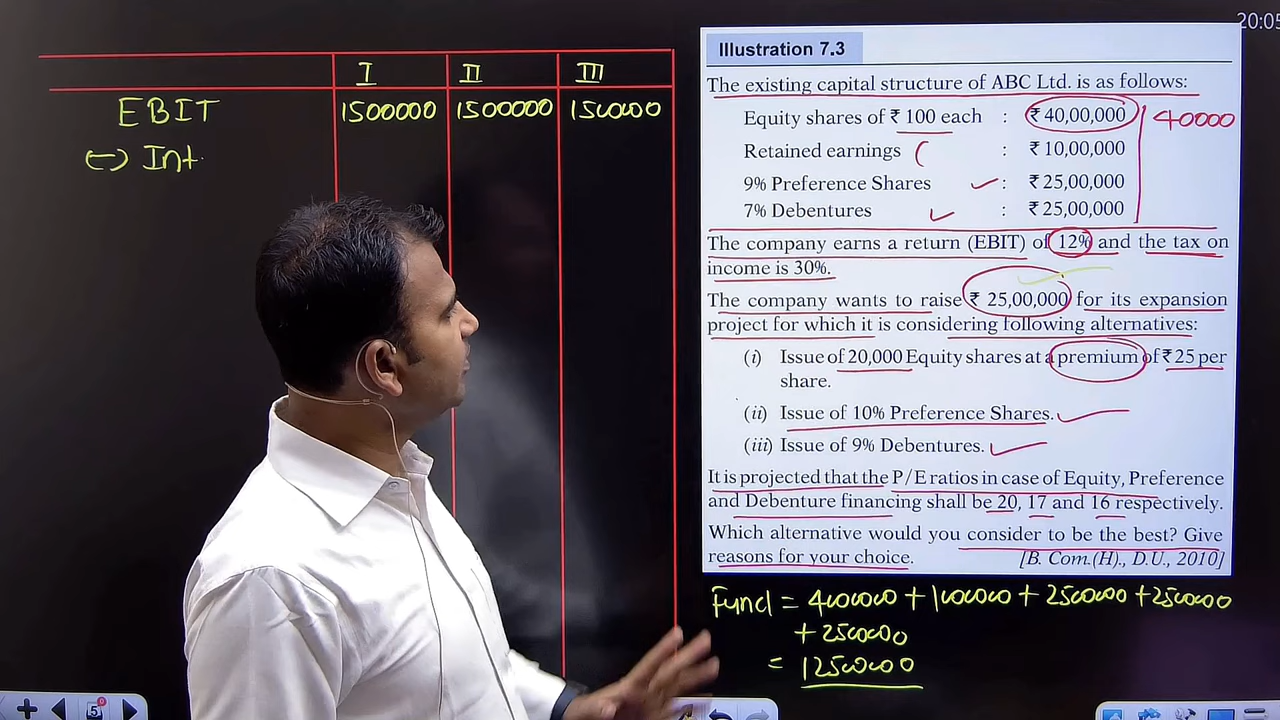 20:05
I II III
EBIT 1500000 1500000 1500000
(-) Int.
Illustration 7.3
The existing capital structure of ABC Ltd. is as follows:
Equity shares of ₹ 100 each : ₹ 40,00,000 40000
Retained earnings : ₹ 10,00,000
9% Preference Shares : ₹ 25,00,000
7% Debentures : ₹ 25,00,000
The company earns a return (EBIT) of 12% and the tax on
income is 30%.
The company wants to raise ₹ 25,00,000 for its expansion
project for which it is considering following alternatives:
(i) Issue of 20,000 Equity shares at a premium of ₹ 25 per
share.
(ii) Issue of 10% Preference Shares.
(iii) Issue of 9% Debentures.
It is projected that the P/E ratios in case of Equity, Preference
and Debenture financing shall be 20, 17 and 16 respectively.
Which alternative would you consider to be the best? Give
reasons for your choice. [B. Com.(H)., D.U., 2010]
Fund = 4000000 + 1000000 + 2500000 + 2500000
+ 2500000
= 12500000
5